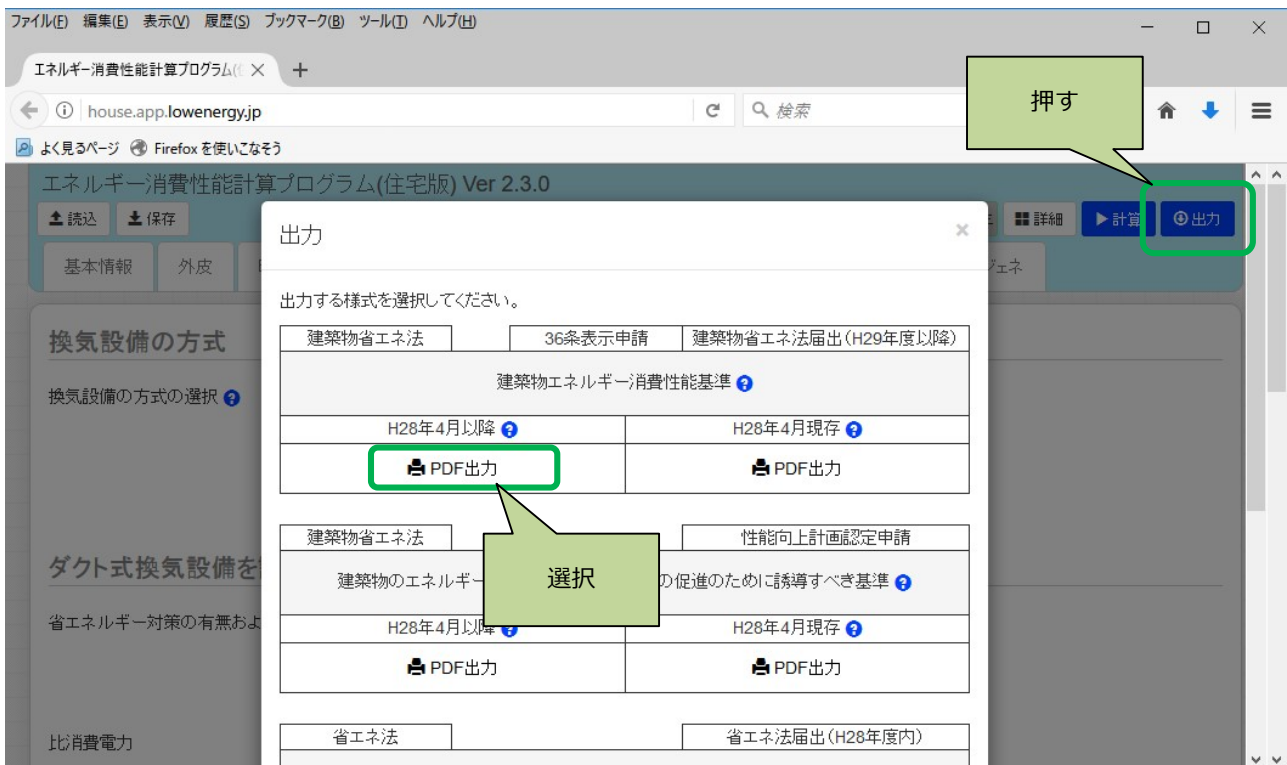 ファイル(F) 編集(E) 表示(V) 履歴(S) ブックマーク(B) ツール(T) ヘルプ(H)
エネルギー消費性能計算プログラム(
house.app.lowenergy.jp
検索
押す
よく見るページ Firefox を使いこなそう
エネルギー消費性能計算プログラム(住宅版) Ver 2.3.0
読込 保存
詳細 計算 出力
基本情報 外皮
出力
出力する様式を選択してください。
建築物省エネ法 36条表示申請 建築物省エネ法届出(H29年度以降)
換気設備の方式
建築物エネルギー消費性能基準
換気設備の方式の選択
H28年4月以降 H28年4月現存
PDF出力 PDF出力
建築物省エネ法 性能向上計画認定申請
ダクト式換気設備を
選択
建築物のエネルギー の促進のために誘導すべき基準
省エネルギー対策の有無およ
H28年4月以降 H28年4月現存
PDF出力 PDF出力
比消費電力
省エネ法 省エネ法届出(H28年度内)